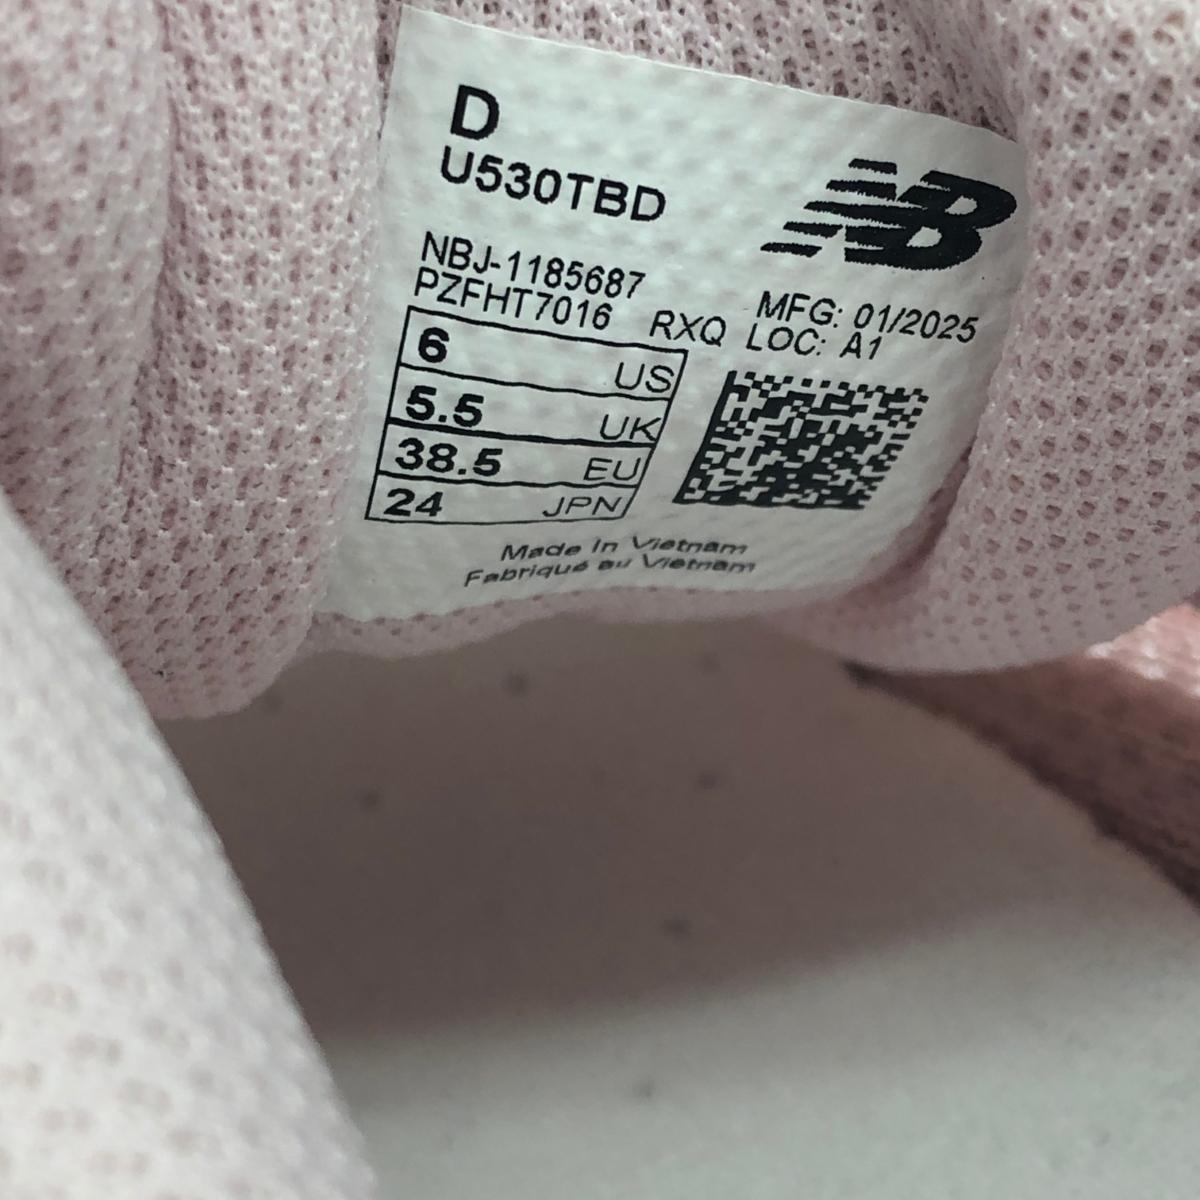 D
U530TBD
NB
NBJ-1185687
PZFHT7016 RXQ
MFG: 01/2025
LOC: A1
6 US
5.5 UK
38.5 EU
24 JPN
Made in Vietnam
Fabriqué au Vietnam